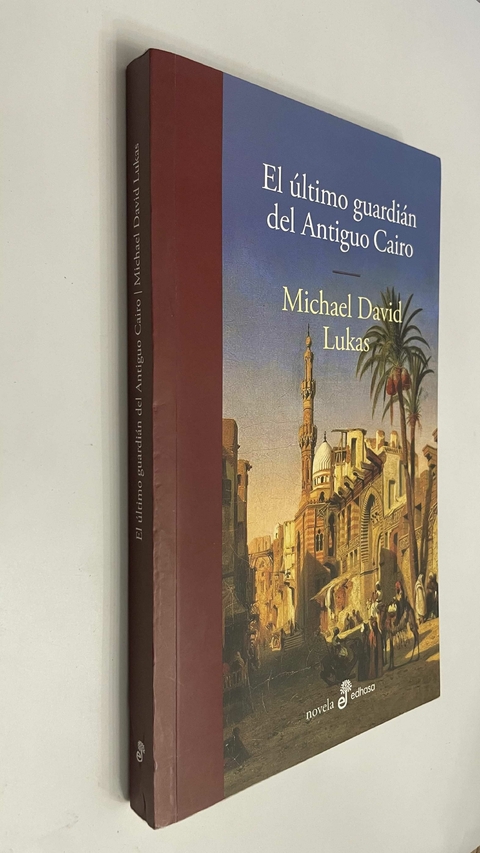 El último guardián del Antiguo Cairo | Michael David Lukas
El último guardián
del Antiguo Cairo
Michael David
Lukas
novela edhasa